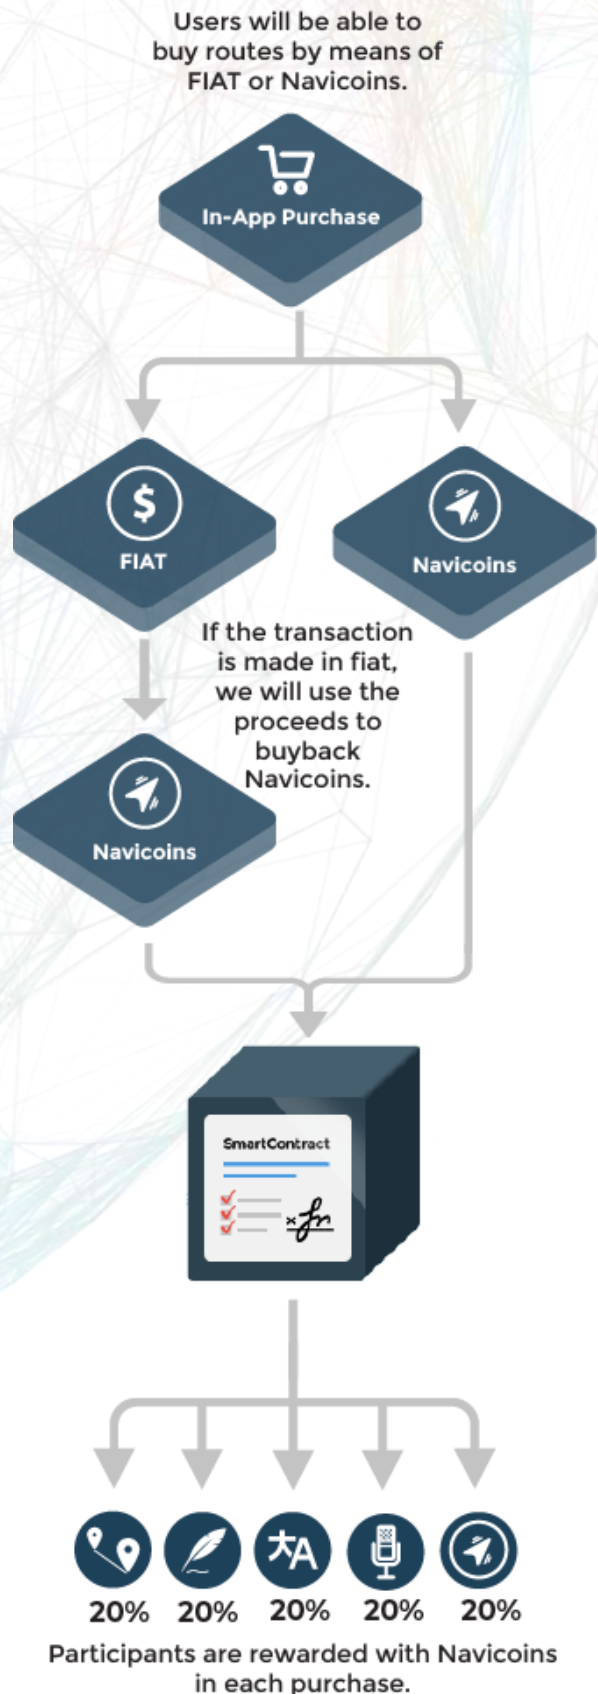 Users will be able to
buy routes by means of
FIAT or Navicoins.
In-App Purchase
$
FIAT
Navicoins
If the transaction
is made in fiat,
we will use the
proceeds to
buyback
Navicoins.
Navicoins
SmartContract
大A
20% 20% 20% 20% 20%
Participants are rewarded with Navicoins
in each purchase.